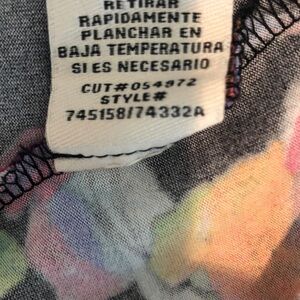 RETIRAR
RAPIDAMENTE
PLANCHAR EN
BAJA TEMPERATURA
SI ES NECESARIO
CUT# 054972
STYLE#
745158/74332A